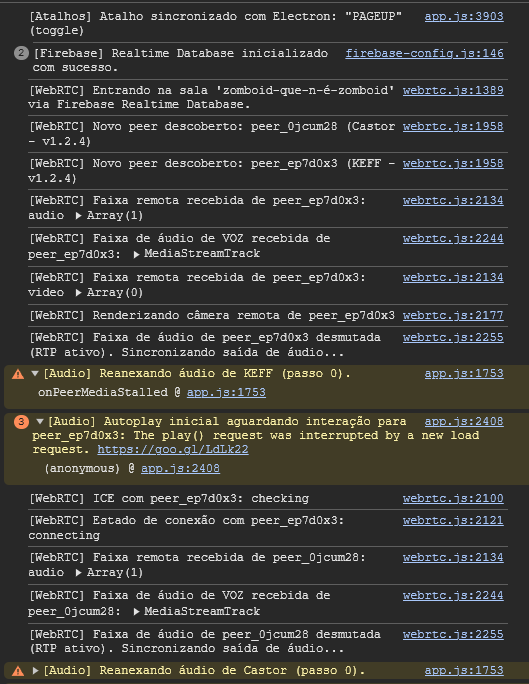 [Atalhos] Atalho sincronizado com Electron: "PAGEUP" app.js:3903
(toggle)
2 [Firebase] Realtime Database inicializado firebase-config.js:146
com sucesso.
[WebRTC] Entrando na sala 'zomboid-que-n-é-zomboid' webrtc.js:1389
via Firebase Realtime Database.
[WebRTC] Novo peer descoberto: peer_0jcum28 (Castor webrtc.js:1958
- v1.2.4)
[WebRTC] Novo peer descoberto: peer_ep7d0x3 (KEFF - webrtc.js:1958
v1.2.4)
[WebRTC] Faixa remota recebida de peer_ep7d0x3: webrtc.js:2134
audio ▶ Array(1)
[WebRTC] Faixa de áudio de VOZ recebida de webrtc.js:2244
peer_ep7d0x3: ▶ MediaStreamTrack
[WebRTC] Faixa remota recebida de peer_ep7d0x3: webrtc.js:2134
video ▶ Array(0)
[WebRTC] Renderizando câmera remota de peer_ep7d0x3 webrtc.js:2177
[WebRTC] Faixa de áudio de peer_ep7d0x3 desmutada webrtc.js:2255
(RTP ativo). Sincronizando saída de áudio...
▼ [Audio] Reanexando áudio de KEFF (passo 0). app.js:1753
onPeerMediaStalled @ app.js:1753
3 ▼ [Audio] Autoplay inicial aguardando interação para app.js:2408
peer_ep7d0x3: The play() request was interrupted by a new load
request. https://goo.gl/LdLk22
(anonymous) @ app.js:2408
[WebRTC] ICE com peer_ep7d0x3: checking webrtc.js:2100
[WebRTC] Estado de conexão com peer_ep7d0x3: webrtc.js:2121
connecting
[WebRTC] Faixa remota recebida de peer_0jcum28: webrtc.js:2134
audio ▶ Array(1)
[WebRTC] Faixa de áudio de VOZ recebida de webrtc.js:2244
peer_0jcum28: ▶ MediaStreamTrack
[WebRTC] Faixa de áudio de peer_0jcum28 desmutada webrtc.js:2255
(RTP ativo). Sincronizando saída de áudio...
▶ [Audio] Reanexando áudio de Castor (passo 0). app.js:1753